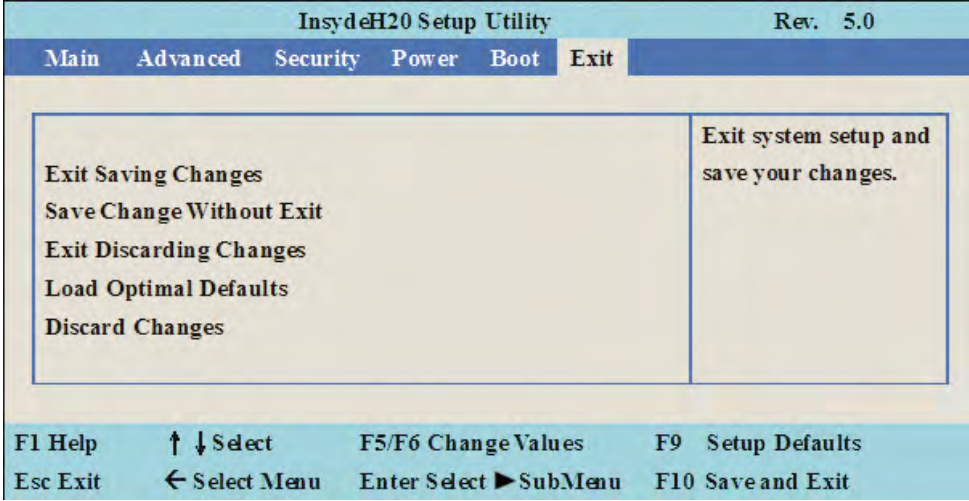 InsydeH20 Setup Utility Rev. 5.0
Main Advanced Security Power Boot Exit
Exit Saving Changes
Save Change Without Exit
Exit Discarding Changes
Load Optimal Defaults
Discard Changes
Exit system setup and
save your changes.
F1 Help ↑ ↓ Select F5/F6 Change Values F9 Setup Defaults
Esc Exit ← Select Menu Enter Select ► SubMenu F10 Save and Exit